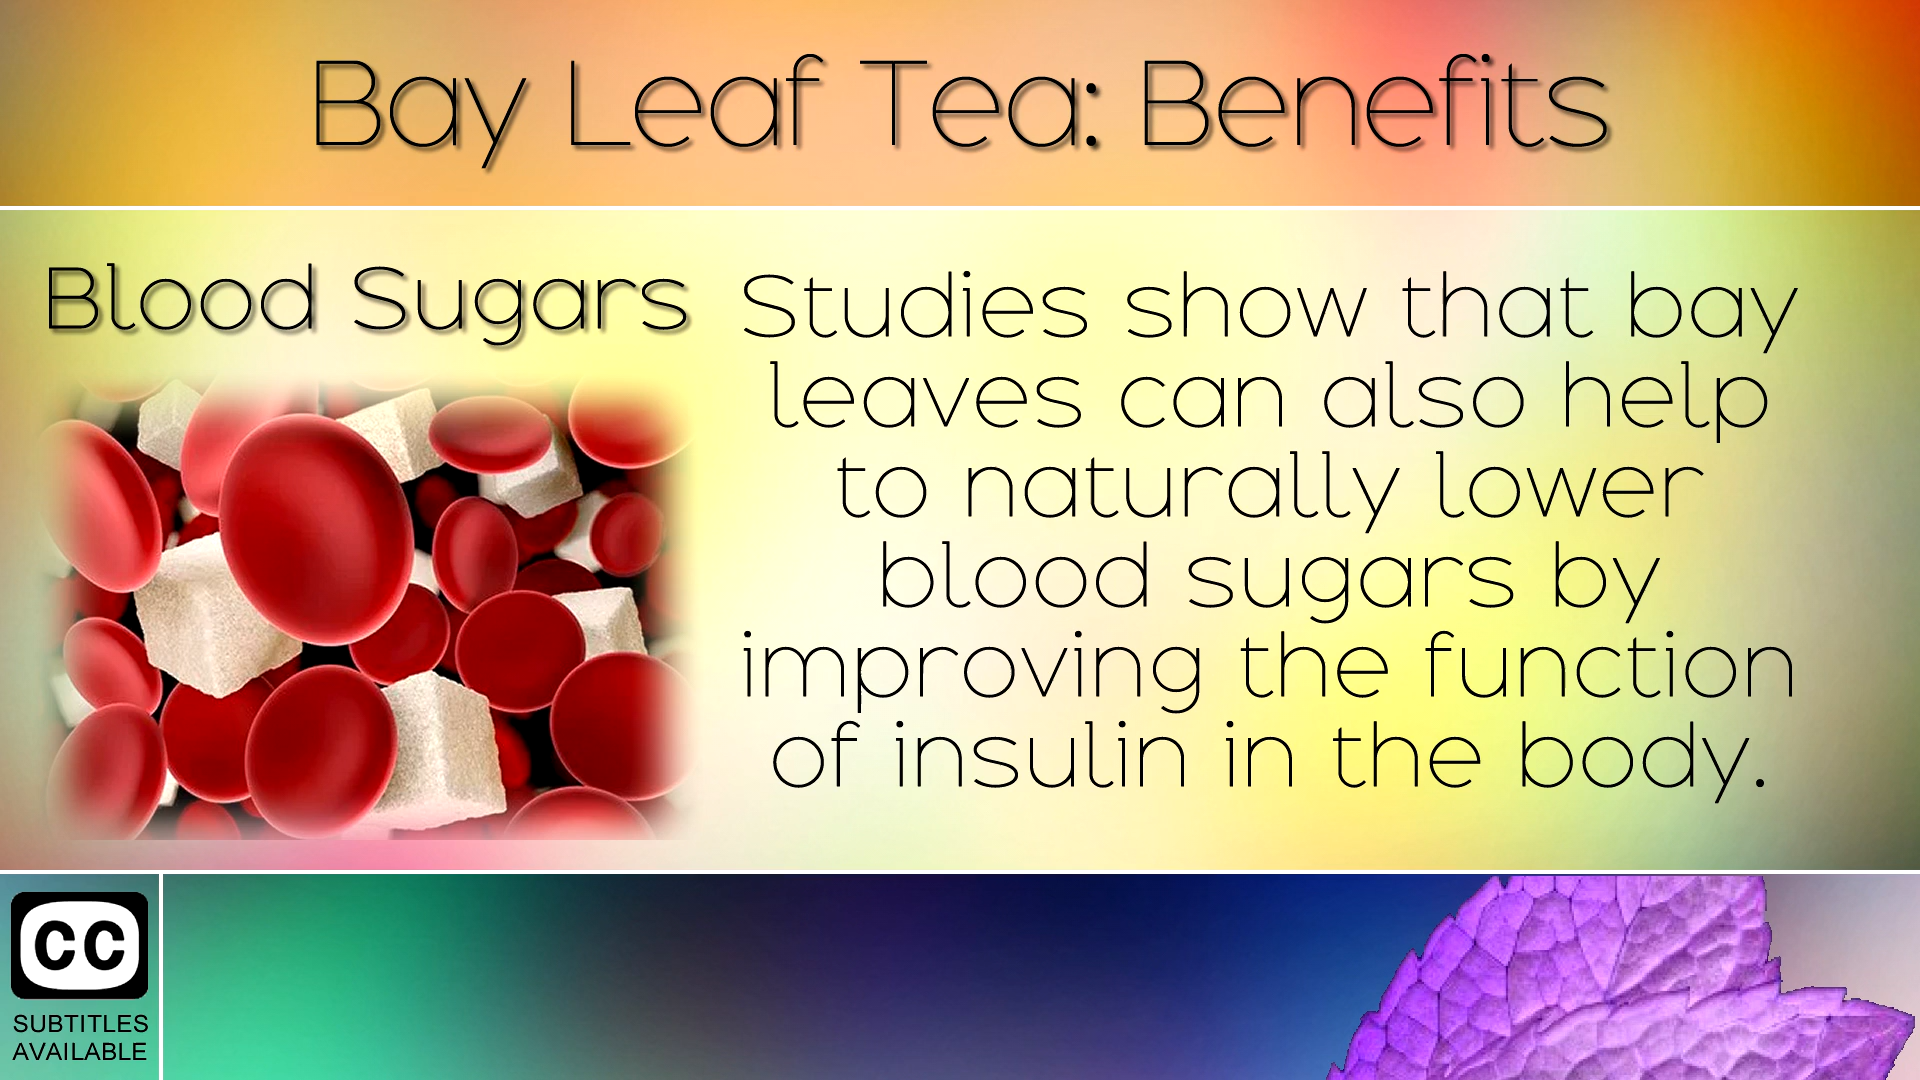 Bay Leaf Tea: Benefits
Blood Sugars
Studies show that bay
leaves can also help
to naturally lower
blood sugars by
improving the function
of insulin in the body.
CC
SUBTITLES
AVAILABLE